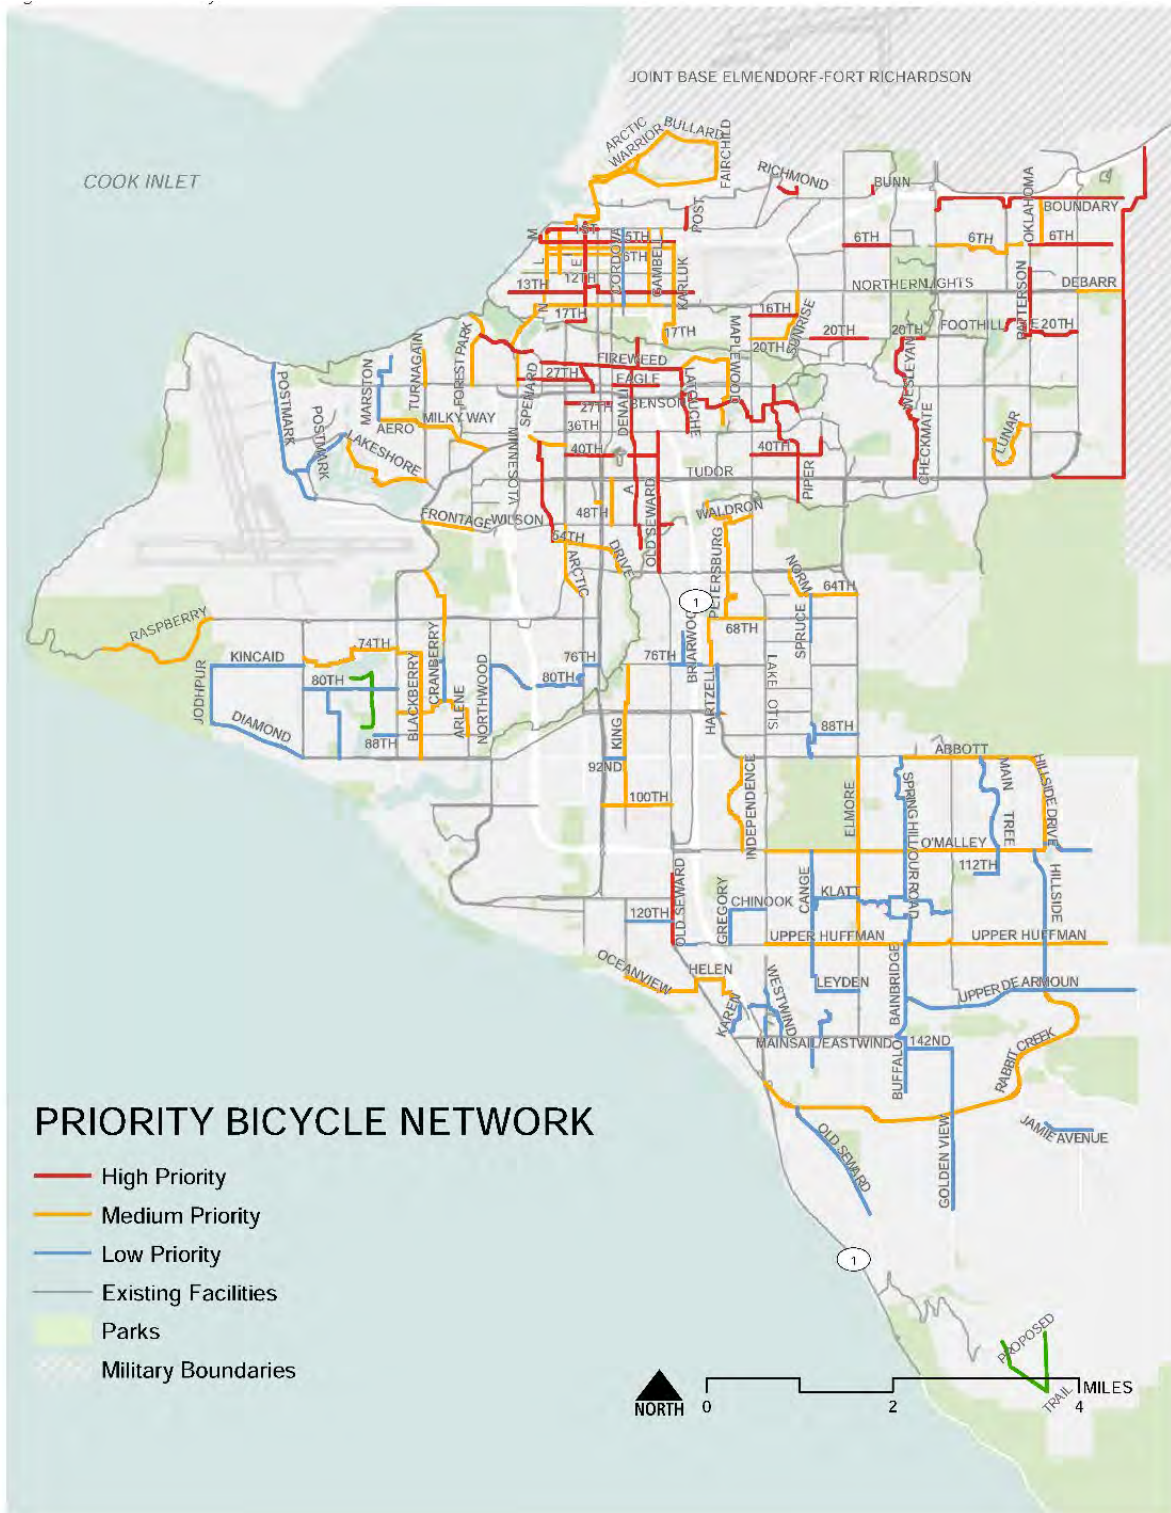 JOINT BASE ELMENDORF-FORT RICHARDSON
COOK INLET
ARCTIC
WARRIOR
BULLARD
FAIRCHILD
RICHMOND
BUNN
OKLAHOMA
BOUNDARY
POST
M
1ST
5TH
6TH
6TH
6TH
6TH
L
E
CORDOVA
GAMBELL
KARLUK
12TH
13TH
NORTHERN LIGHTS
DEBARR
N
17TH
17TH
16TH
SUNRISE
20TH
20TH
20TH
FOOTHILL
PATTERSON
20TH
MAPLEWOOD
TURNAGAIN
FOREST PARK
FIREWEED
27TH
EAGLE
LATOUCHE
WESLEYAN
POSTMARK
MARSTON
SPENARD
27TH
DENALI
BENSON
MILKY WAY
AERO
36TH
CHECKMATE
LUNAR
POSTMARK
LAKESHORE
MINNESOTA
40TH
40TH
TUDOR
PIPER
A
OLD SEWARD
48TH
WALDRON
FRONTAGE
WILSON
54TH
DRIVE
ARCTIC
PETERSBURG
NORM
64TH
1
RASPBERRY
68TH
SPRUCE
BRIARWOOD
74TH
KINCAID
BLACKBERRY
CRANBERRY
76TH
76TH
LAKE OTIS
80TH
80TH
JODHPUR
ARLENE
NORTHWOOD
HARTZELL
DIAMOND
88TH
KING
88TH
92ND
ABBOTT
100TH
INDEPENDENCE
ELMORE
SPRING HILL/OUR ROAD
MAIN TREE
HILLSIDE DRIVE
O'MALLEY
112TH
CANGE
KLATT
HILLSIDE
OLD SEWARD
GREGORY
CHINOOK
120TH
UPPER HUFFMAN
UPPER HUFFMAN
OCEANVIEW
HELEN
KAREN
WESTWIND
LEYDEN
BAINBRIDGE
UPPER DE ARMOUN
MAINSAIL/EASTWIND
142ND
BUFFALO
RABBIT CREEK
GOLDEN VIEW
JAMIE AVENUE
OLD SEWARD
1
PRIORITY BICYCLE NETWORK
High Priority
Medium Priority
Low Priority
Existing Facilities
Parks
Military Boundaries
PROPOSED
TRAIL
NORTH
0
2
4
MILES